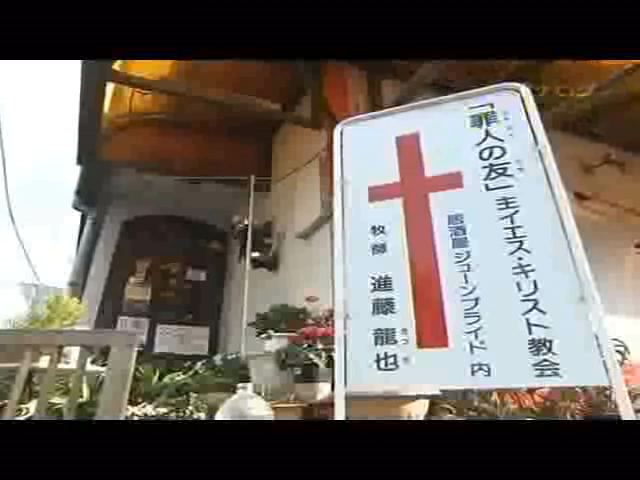 「罪人の友」主イエス・キリスト教会
居酒屋ジューンブライド内
牧師 進藤龍也